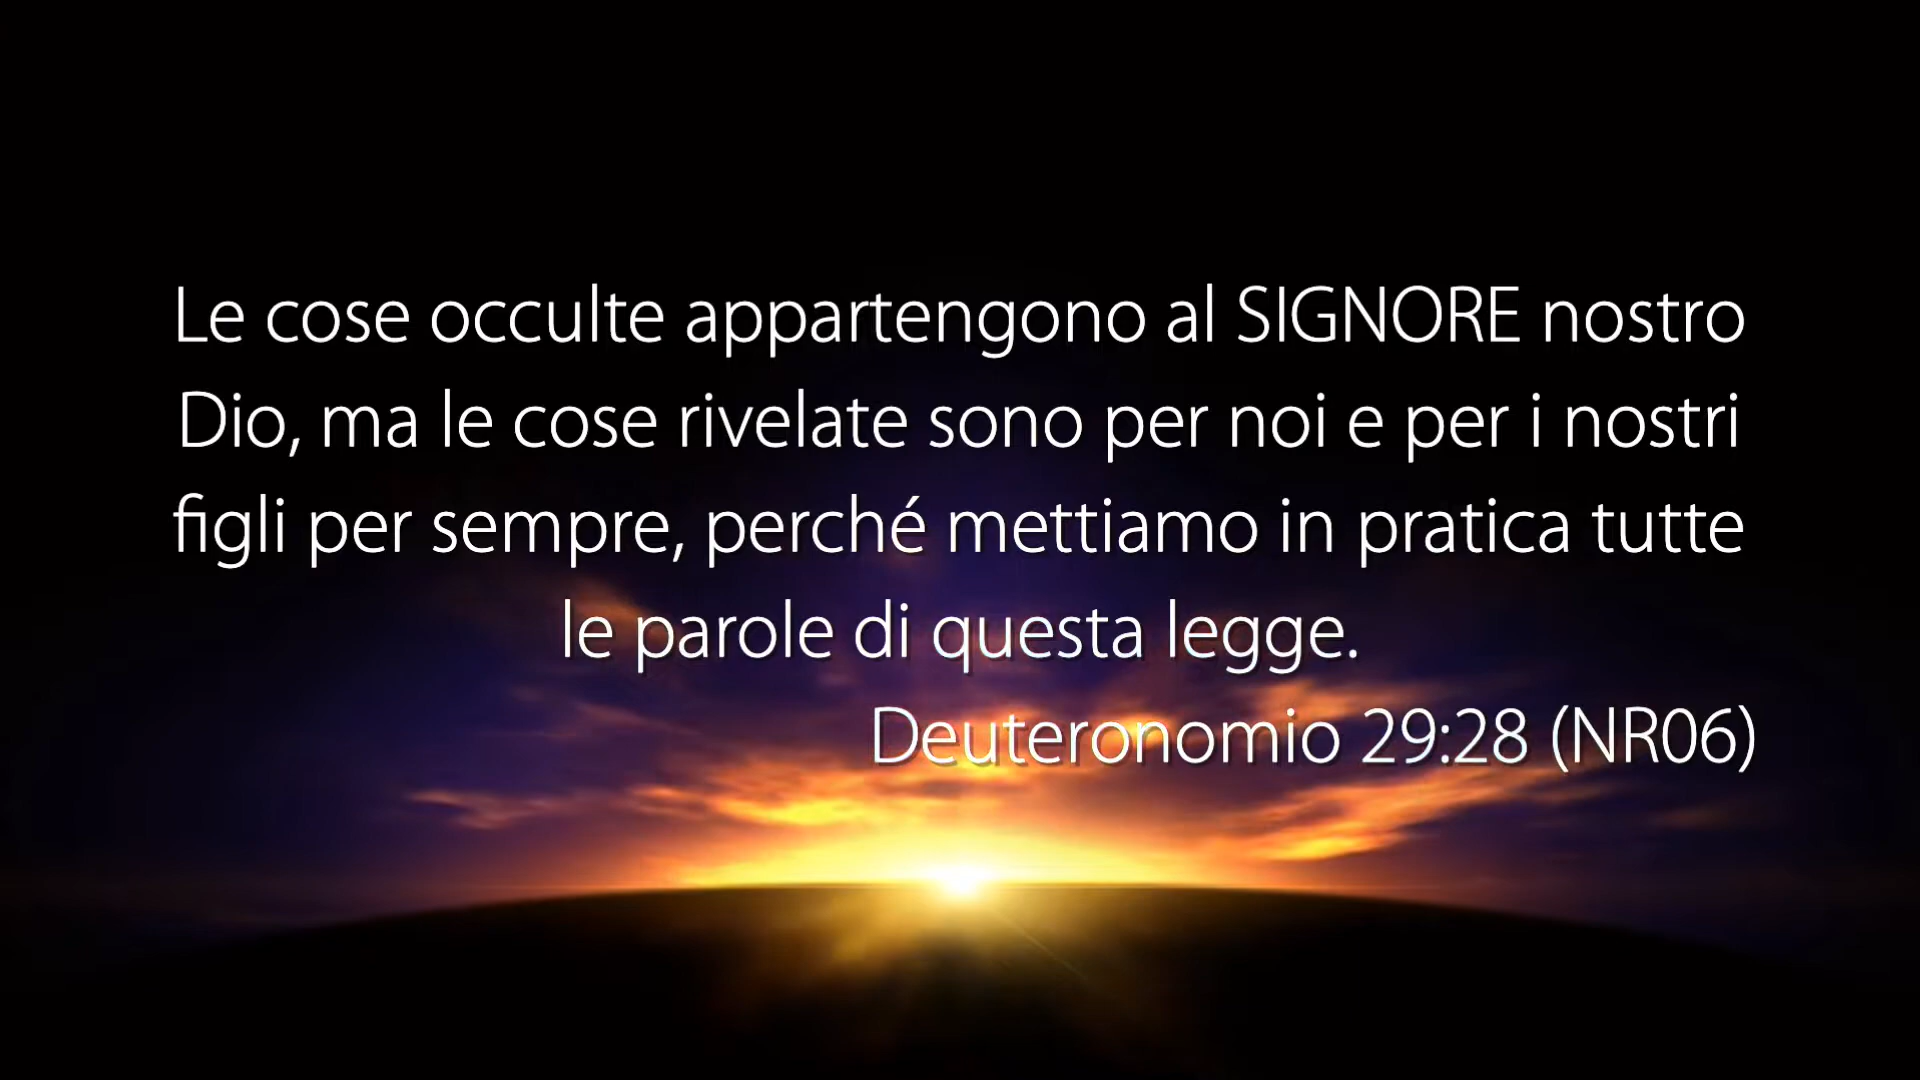 Le cose occulte appartengono al SIGNORE nostro
Dio, ma le cose rivelate sono per noi e per i nostri
figli per sempre, perché mettiamo in pratica tutte
le parole di questa legge.
Deuteronomio 29:28 (NR06)